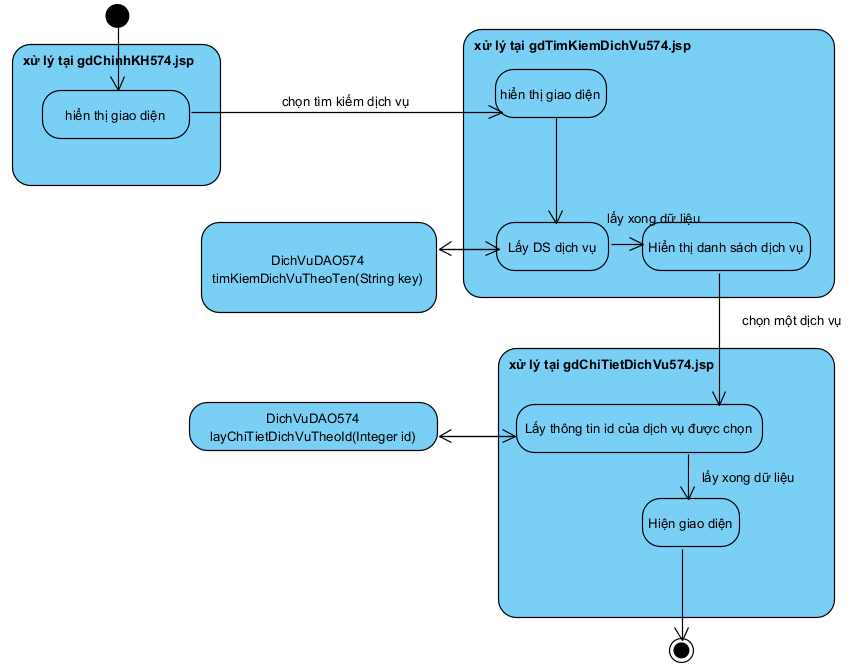 xử lý tại gdChinhKH574.jsp
hiển thị giao diện
chọn tìm kiếm dịch vụ
xử lý tại gdTimKiemDichVu574.jsp
hiển thị giao diện
lấy xong dữ liệu
Lấy DS dịch vụ
Hiển thị danh sách dịch vụ
DichVuDAO574
timKiemDichVuTheoTen(String key)
chọn một dịch vụ
xử lý tại gdChiTietDichVu574.jsp
DichVuDAO574
layChiTietDichVuTheoId(Integer id)
Lấy thông tin id của dịch vụ được chọn
lấy xong dữ liệu
Hiện giao diện